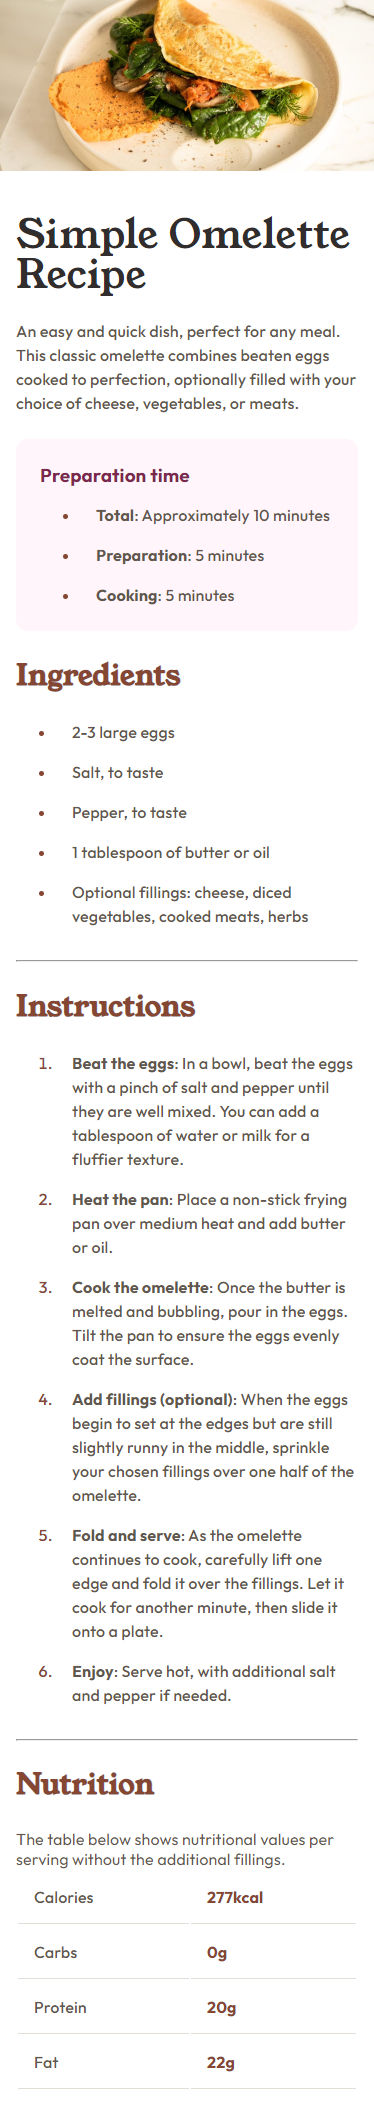 Simple Omelette
Recipe
An easy and quick dish, perfect for any meal.
This classic omelette combines beaten eggs
cooked to perfection, optionally filled with your
choice of cheese, vegetables, or meats.
Preparation time
• Total: Approximately 10 minutes
• Preparation: 5 minutes
• Cooking: 5 minutes
Ingredients
• 2-3 large eggs
• Salt, to taste
• Pepper, to taste
• 1 tablespoon of butter or oil
• Optional fillings: cheese, diced
vegetables, cooked meats, herbs
Instructions
1. Beat the eggs: In a bowl, beat the eggs
with a pinch of salt and pepper until
they are well mixed. You can add a
tablespoon of water or milk for a
fluffier texture.
2. Heat the pan: Place a non-stick frying
pan over medium heat and add butter
or oil.
3. Cook the omelette: Once the butter is
melted and bubbling, pour in the eggs.
Tilt the pan to ensure the eggs evenly
coat the surface.
4. Add fillings (optional): When the eggs
begin to set at the edges but are still
slightly runny in the middle, sprinkle
your chosen fillings over one half of the
omelette.
5. Fold and serve: As the omelette
continues to cook, carefully lift one
edge and fold it over the fillings. Let it
cook for another minute, then slide it
onto a plate.
6. Enjoy: Serve hot, with additional salt
and pepper if needed.
Nutrition
The table below shows nutritional values per
serving without the additional fillings.
Calories 277kcal
Carbs 0g
Protein 20g
Fat 22g